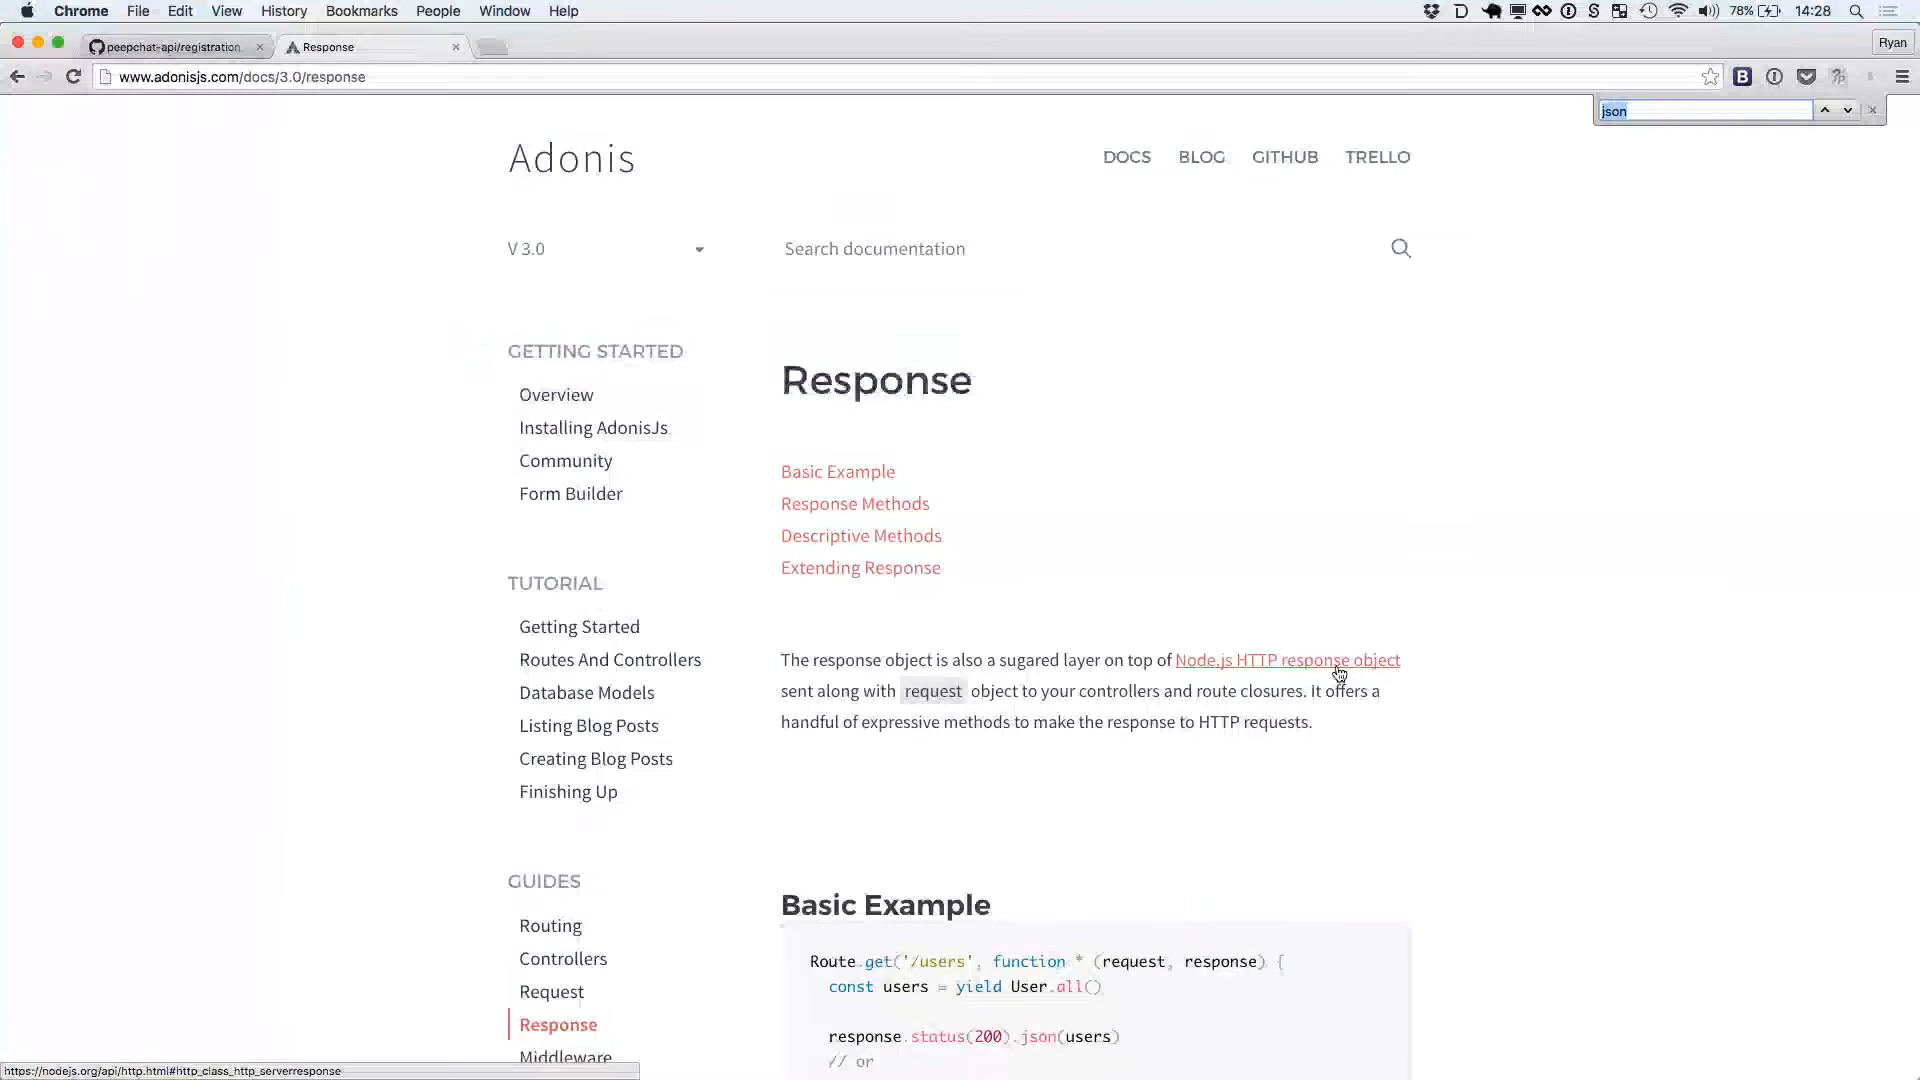 Chrome File Edit View History Bookmarks People Window Help 78% 14:28
peepchat-api/registration Response Ryan
www.adonisjs.com/docs/3.0/response
json
Adonis DOCS BLOG GITHUB TRELLO
V 3.0 Search documentation
GETTING STARTED
Overview
Installing AdonisJs
Community
Form Builder
TUTORIAL
Getting Started
Routes And Controllers
Database Models
Listing Blog Posts
Creating Blog Posts
Finishing Up
GUIDES
Routing
Controllers
Request
Response
Middleware
Response
Basic Example
Response Methods
Descriptive Methods
Extending Response
The response object is also a sugared layer on top of Node.js HTTP response object
sent along with request object to your controllers and route closures. It offers a
handful of expressive methods to make the response to HTTP requests.
Basic Example
Route.get('/users', function * (request, response) {
const users = yield User.all()
response.status(200).json(users)
// or
https://nodejs.org/api/http.html#http_class_http_serverresponse